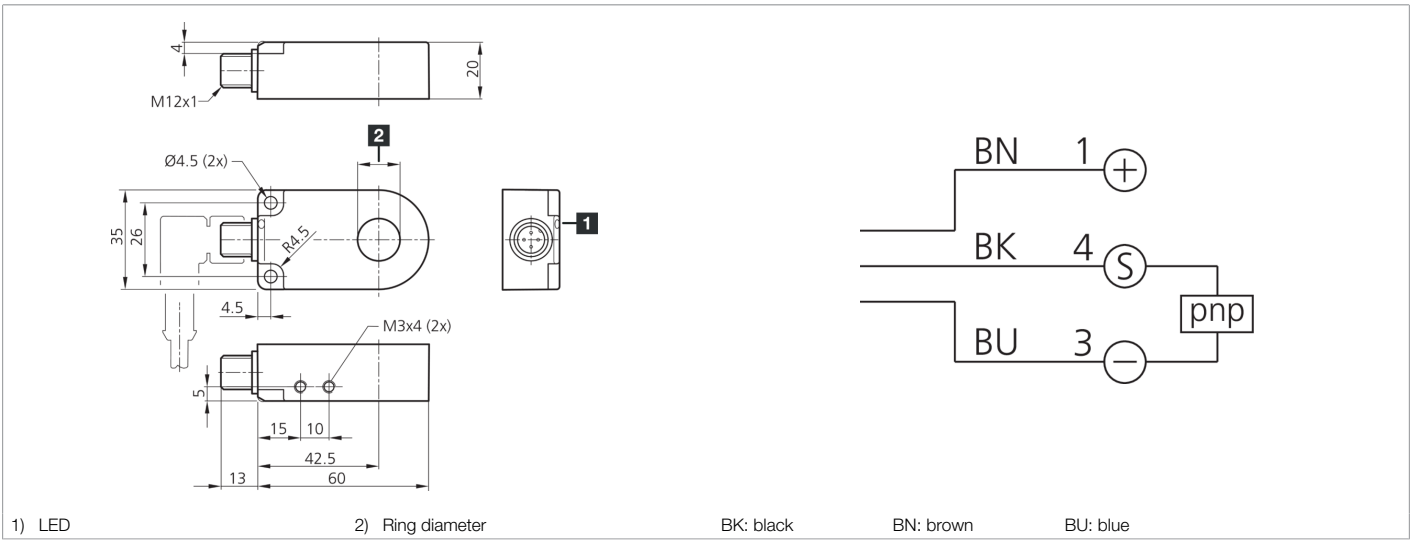 4
20
M12x1
2
Ø4.5 (2x)
1
35
26
R4.5
4.5
M3x4 (2x)
5
15
10
42.5
13
60
BN 1
+
BK 4
S
pnp
BU 3
−
1) LED
2) Ring diameter
BK: black
BN: brown
BU: blue